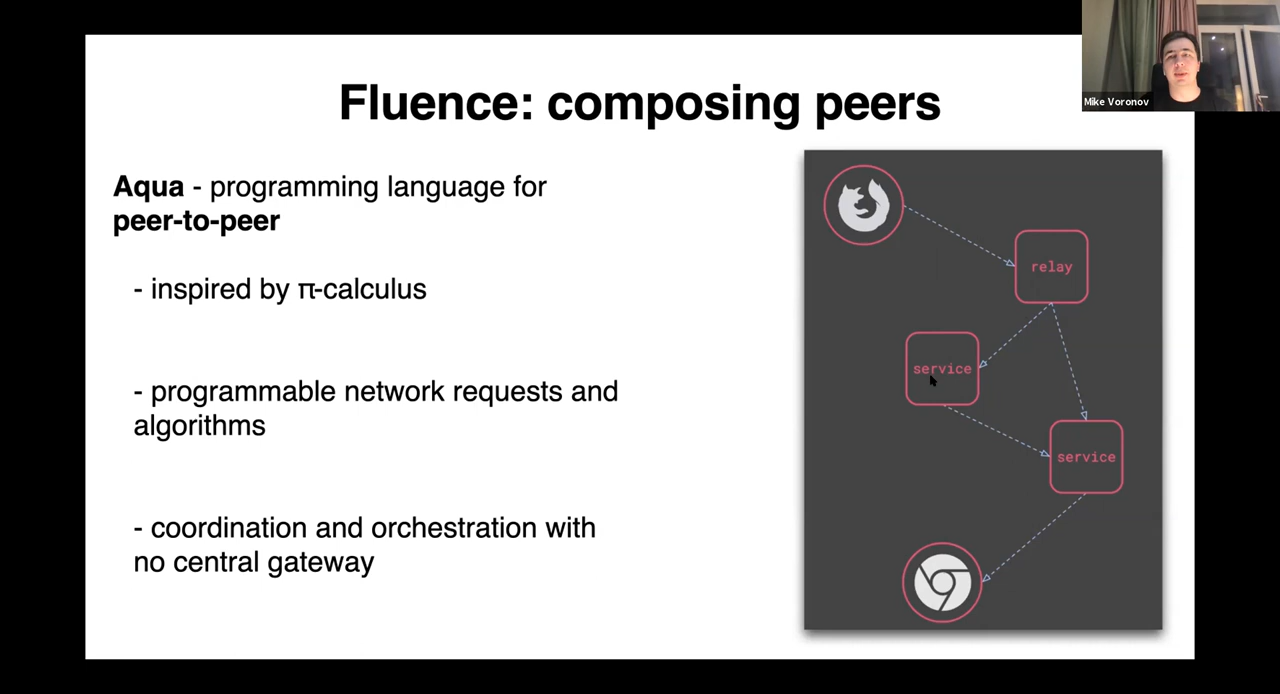 Fluence: composing peers
Mike Voronov
Aqua - programming language for
peer-to-peer
- inspired by π-calculus
- programmable network requests and
algorithms
- coordination and orchestration with
no central gateway
relay
service
service